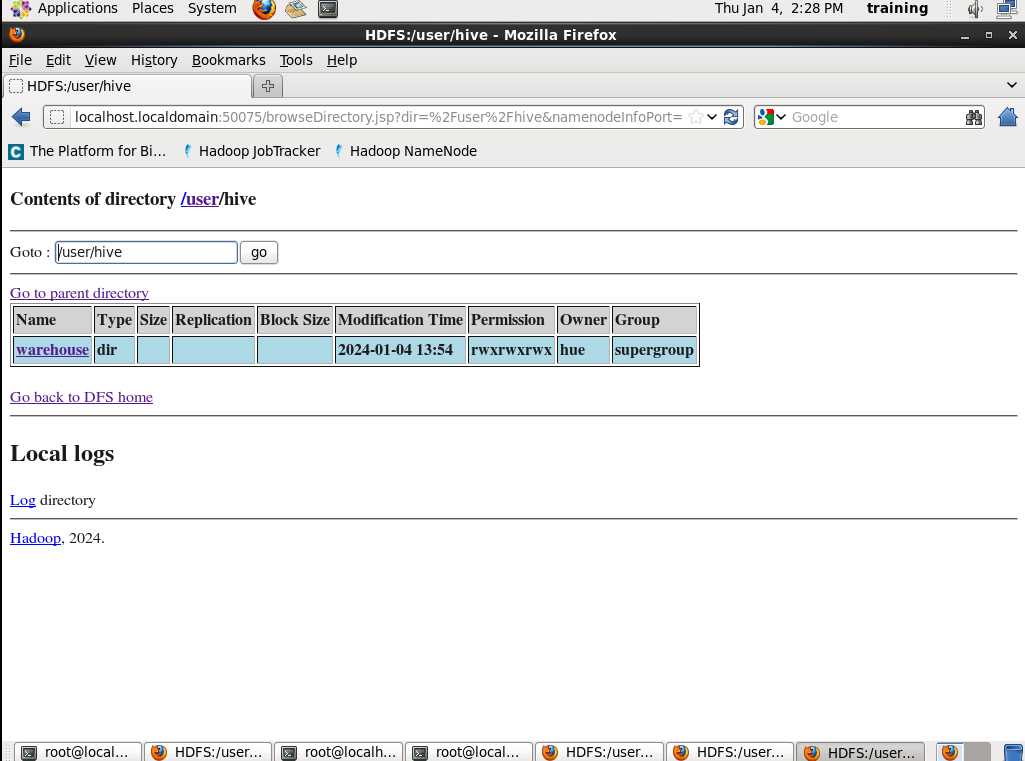 Applications Places System Thu Jan 4, 2:28 PM training
HDFS:/user/hive - Mozilla Firefox
File Edit View History Bookmarks Tools Help
HDFS:/user/hive
localhost.localdomain:50075/browseDirectory.jsp?dir=%2Fuser%2Fhive&namenodeInfoPort= Google
The Platform for Bi... Hadoop JobTracker Hadoop NameNode
Contents of directory /user/hive
Goto : /user/hive go
Go to parent directory
Name Type Size Replication Block Size Modification Time Permission Owner Group
warehouse dir 2024-01-04 13:54 rwxrwxrwx hue supergroup
Go back to DFS home
Local logs
Log directory
Hadoop, 2024.
root@local... HDFS:/user... root@localh... root@local... HDFS:/user... HDFS:/user... HDFS:/user...